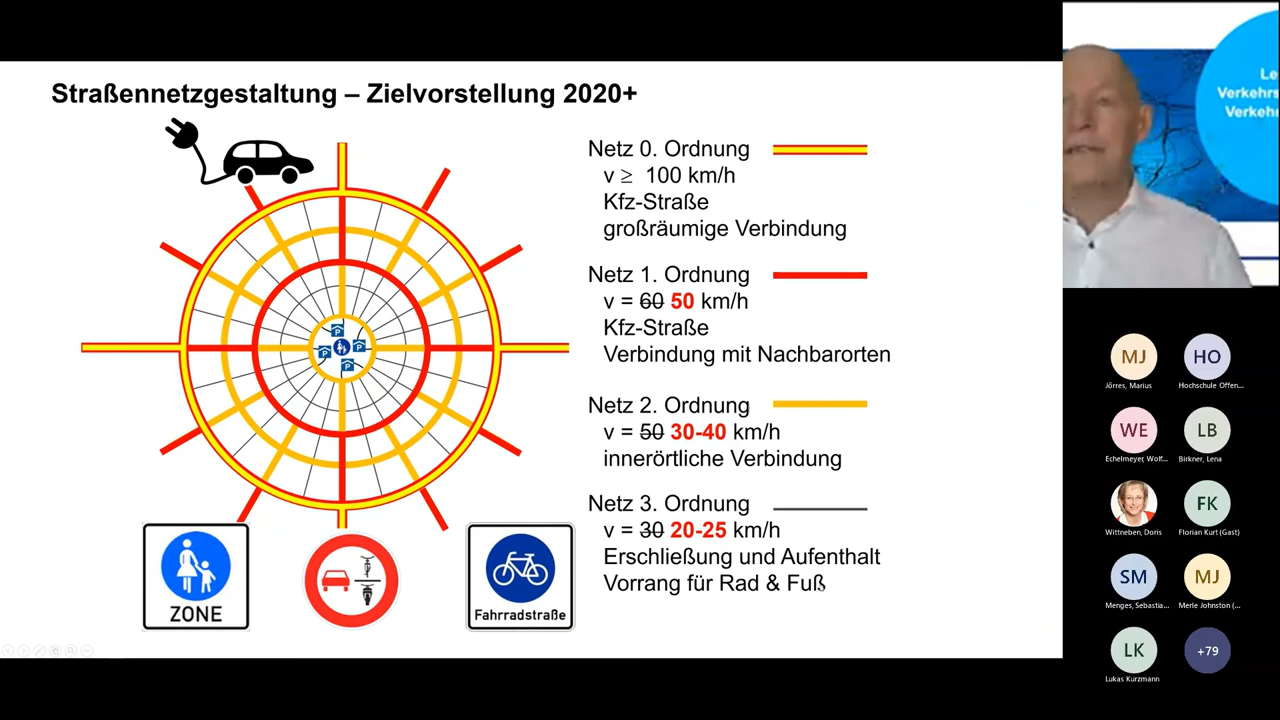 Straßennetzgestaltung – Zielvorstellung 2020+
Netz 0. Ordnung
v ≥ 100 km/h
Kfz-Straße
großräumige Verbindung
Netz 1. Ordnung
v = 60 50 km/h
Kfz-Straße
Verbindung mit Nachbarorten
Netz 2. Ordnung
v = 50 30-40 km/h
innerörtliche Verbindung
Netz 3. Ordnung
v = 30 20-25 km/h
Erschließung und Aufenthalt
Vorrang für Rad & Fuß
P
P
P
P
ZONE
Fahrradstraße
Le
Verkehrs
Verkeh
MJ
Jörres, Marius
HO
Hochschule Offen...
WE
Echelmeyer, Wolf...
LB
Birkner, Lena
Wittneben, Doris
FK
Florian Kurt (Gast)
SM
Menges, Sebastia...
MJ
Merle Johnston (...
LK
Lukas Kurzmann
+79